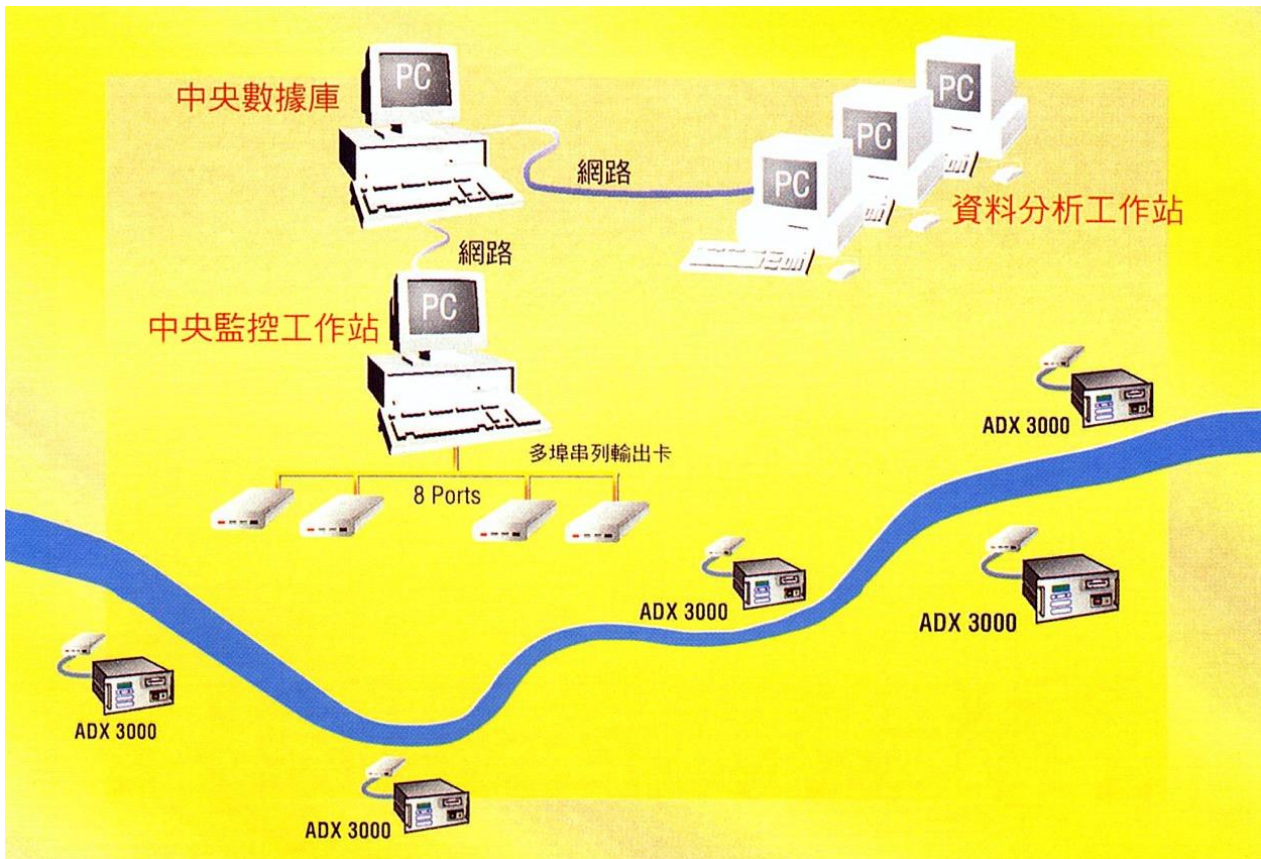 PC
中央數據庫
PC
PC
網路
PC
資料分析工作站
網路
PC
中央監控工作站
多埠串列輸出卡
8 Ports
ADX 3000
ADX 3000
ADX 3000
ADX 3000
ADX 3000